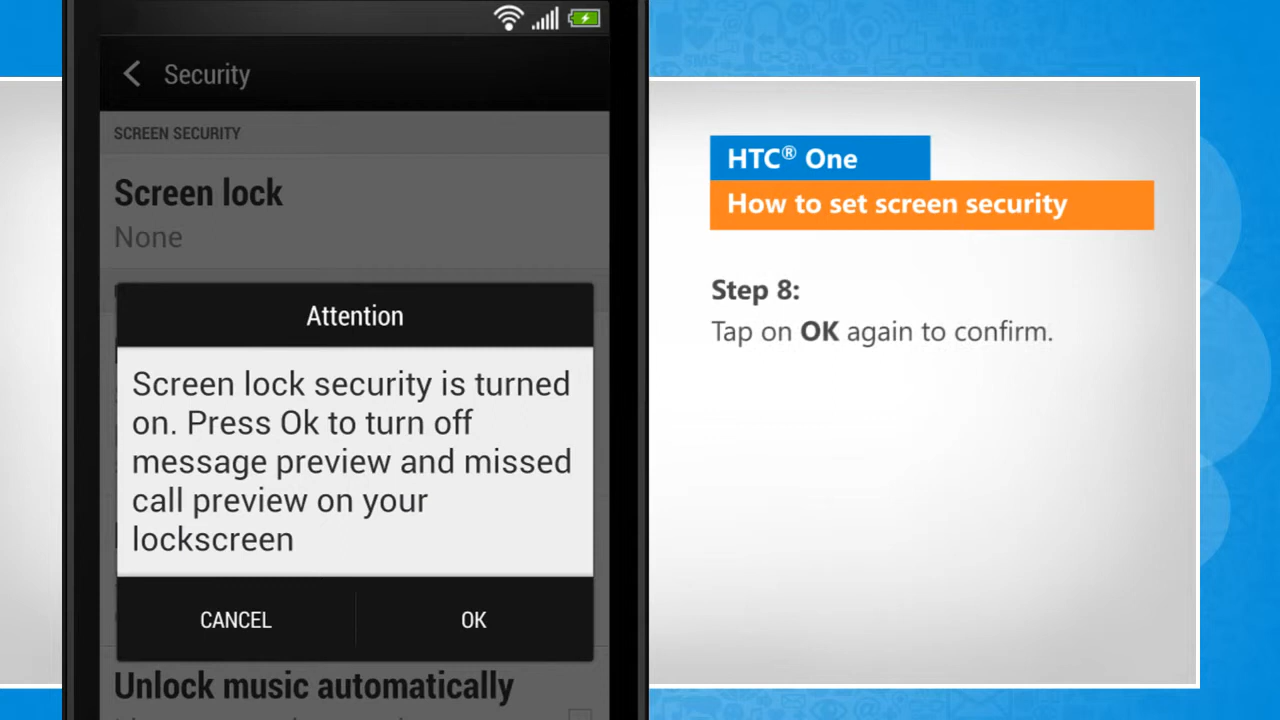 Security
SCREEN SECURITY
Screen lock
None
Attention
Screen lock security is turned
on. Press Ok to turn off
message preview and missed
call preview on your
lockscreen
CANCEL
OK
Unlock music automatically
HTC® One
How to set screen security
Step 8:
Tap on OK again to confirm.